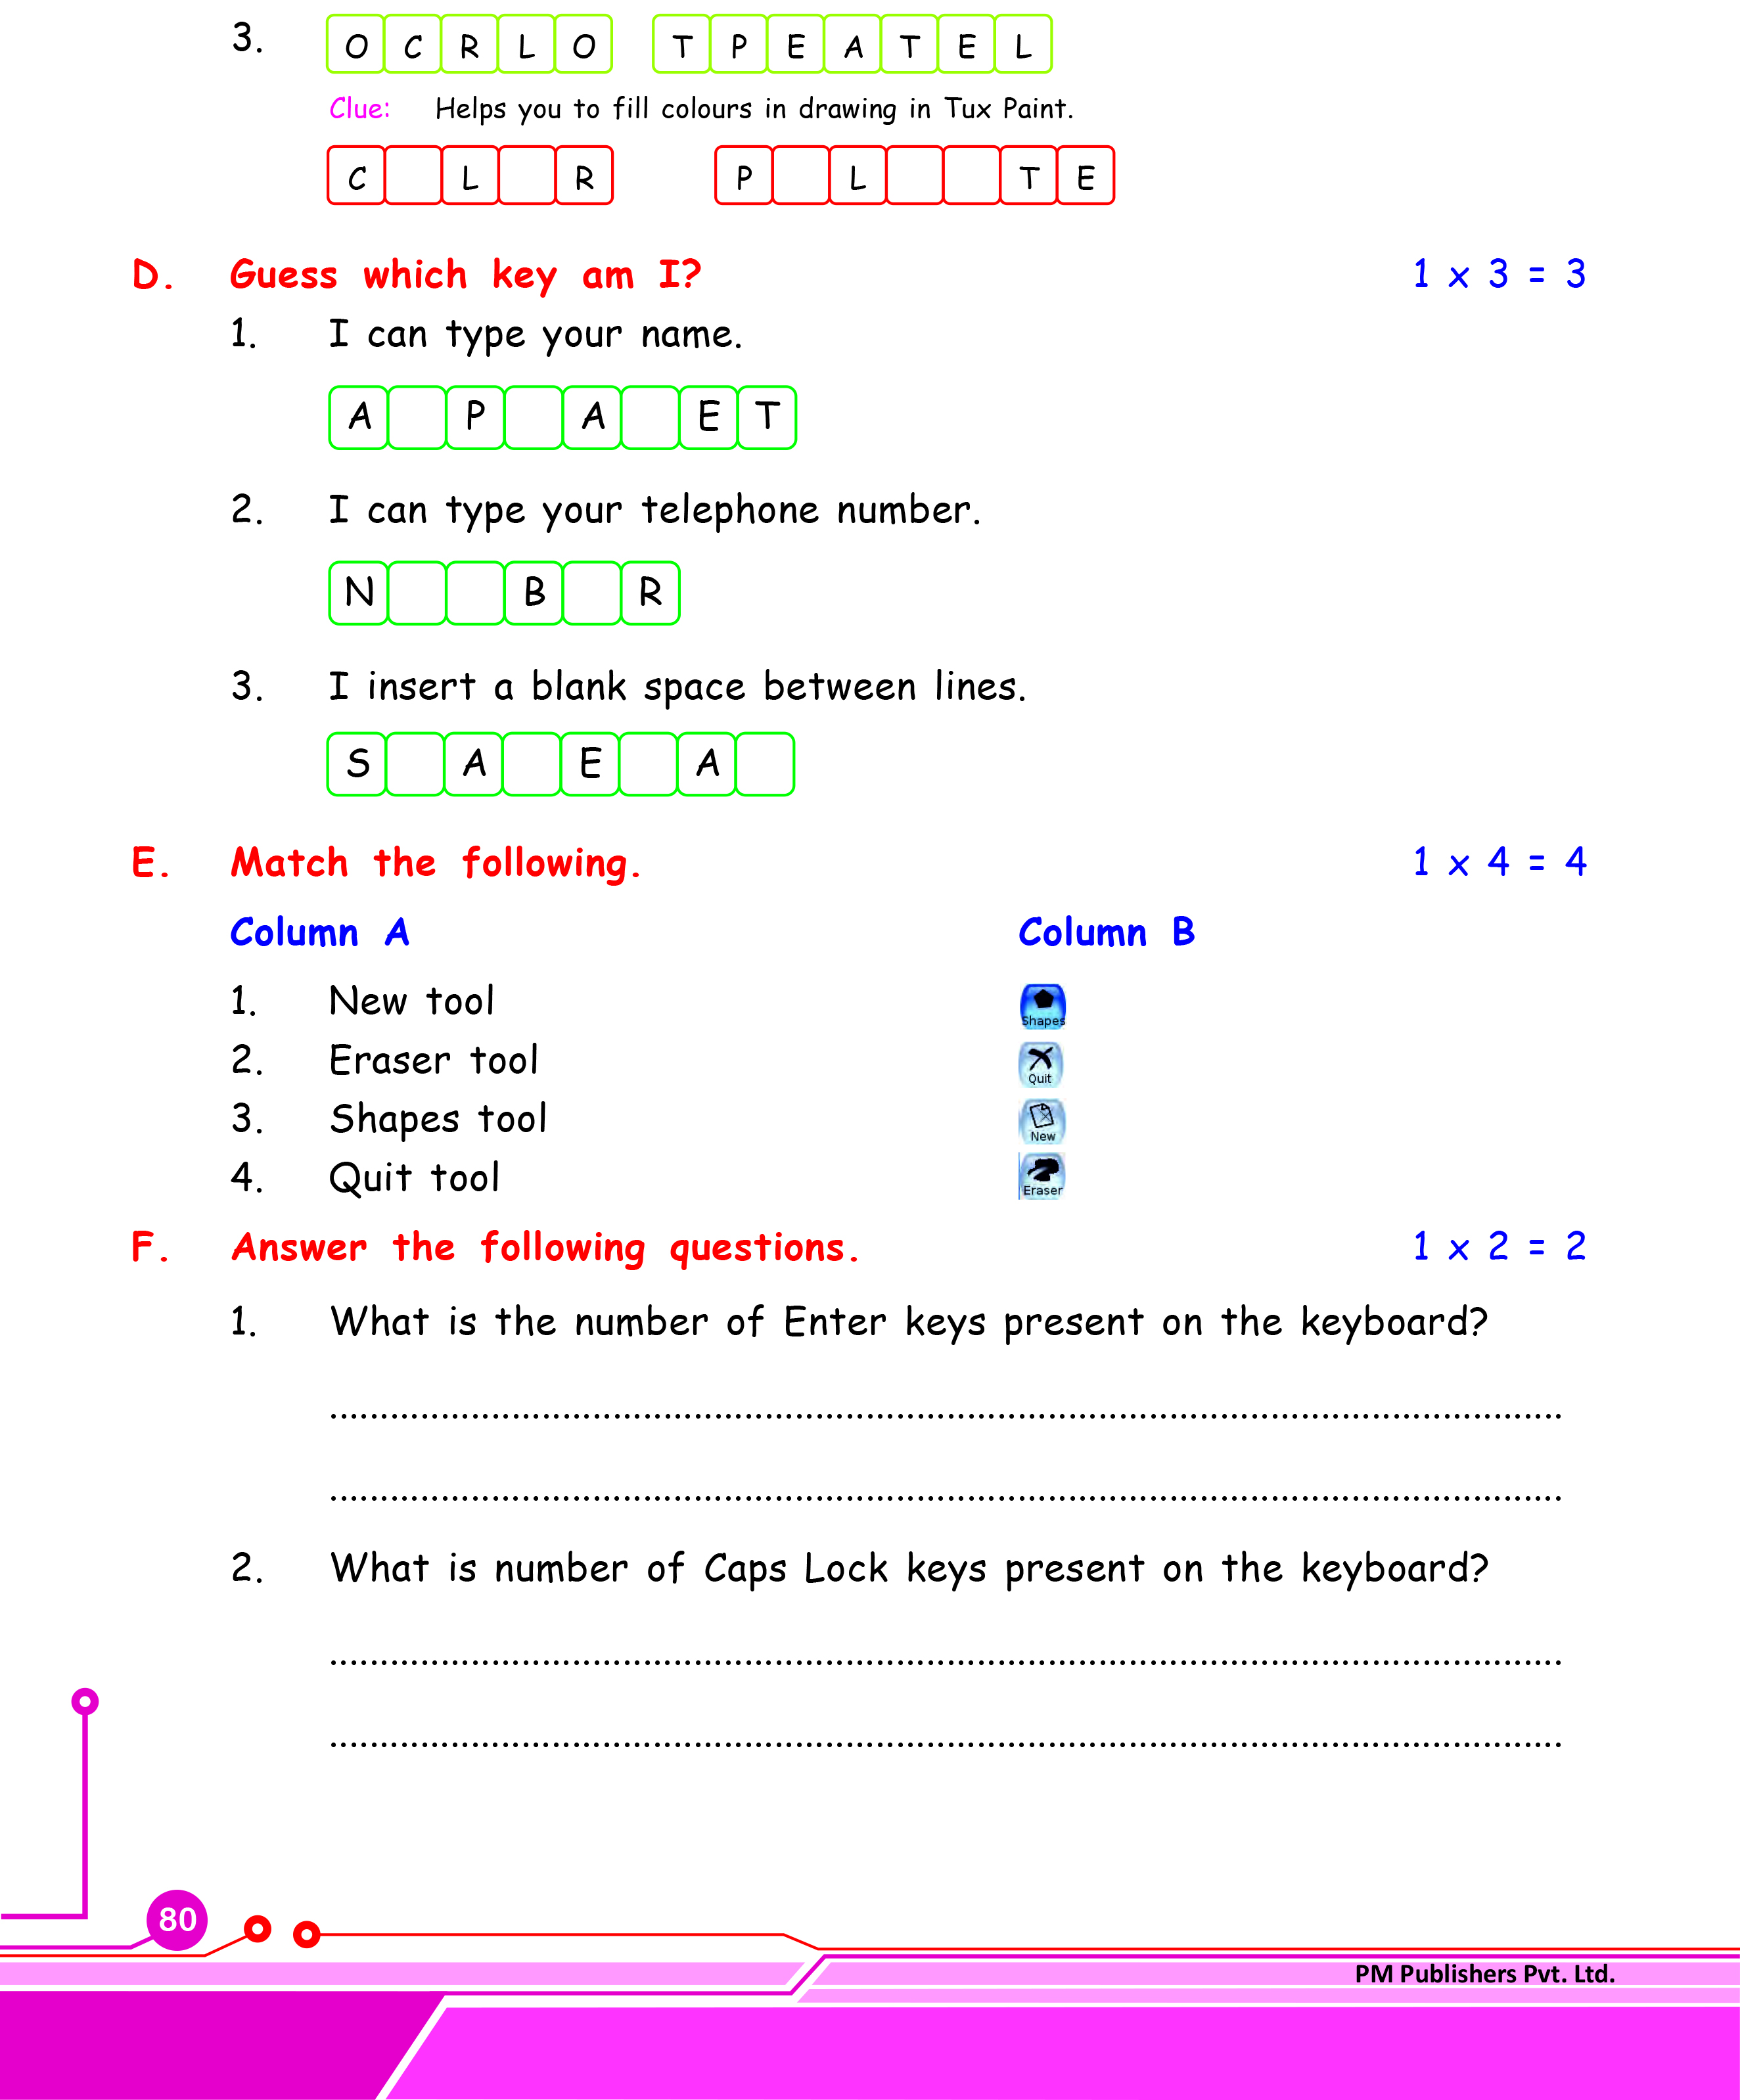 3. O C R L O T P E A T E L
Clue: Helps you to fill colours in drawing in Tux Paint.
C L R P L T E
D. Guess which key am I? 1 x 3 = 3
1. I can type your name.
A P A E T
2. I can type your telephone number.
N B R
3. I insert a blank space between lines.
S A E A
E. Match the following. 1 x 4 = 4
Column A Column B
1. New tool Shapes
2. Eraser tool Quit
3. Shapes tool New
4. Quit tool Eraser
F. Answer the following questions. 1 x 2 = 2
1. What is the number of Enter keys present on the keyboard?
2. What is number of Caps Lock keys present on the keyboard?
80
PM Publishers Pvt. Ltd.